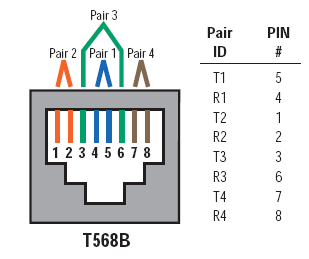 Pair 3
Pair 2 Pair 1 Pair 4
1 2 3 4 5 6 7 8
T568B
Pair ID PIN #
T1 5
R1 4
T2 1
R2 2
T3 3
R3 6
T4 7
R4 8